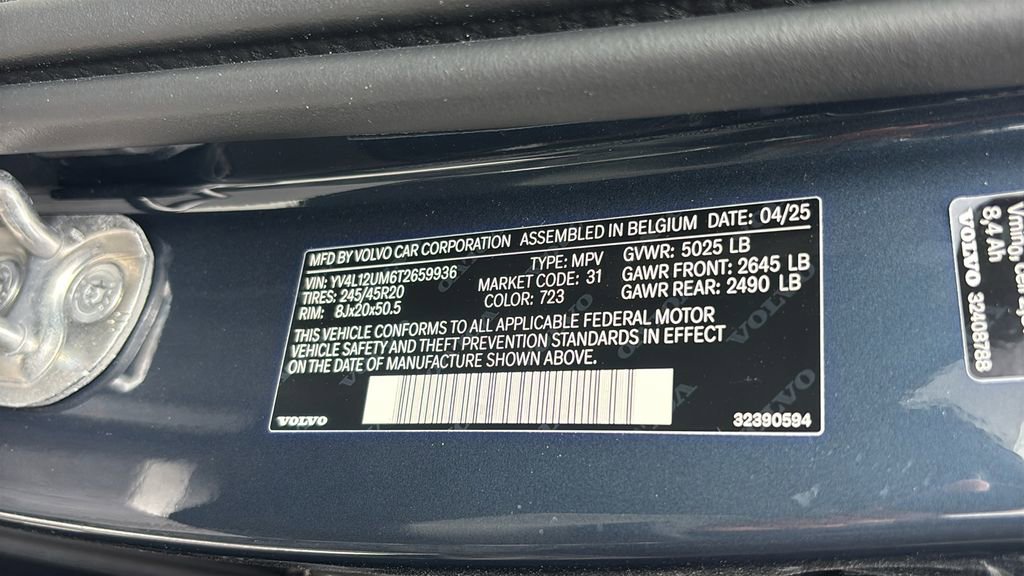 MFD BY VOLVO CAR CORPORATION ASSEMBLED IN BELGIUM DATE: 04/25
VIN: YV4L12UM6T2659936 TYPE: MPV GVWR: 5025 LB
TIRES: 245/45R20 MARKET CODE: 31 GAWR FRONT: 2645 LB
RIM: 8Jx20x50.5 COLOR: 723 GAWR REAR: 2490 LB
THIS VEHICLE CONFORMS TO ALL APPLICABLE FEDERAL MOTOR
VEHICLE SAFETY AND THEFT PREVENTION STANDARDS IN EFFECT
ON THE DATE OF MANUFACTURE SHOWN ABOVE.
VOLVO 32390594
8,4 Ah
VOLVO 32408788